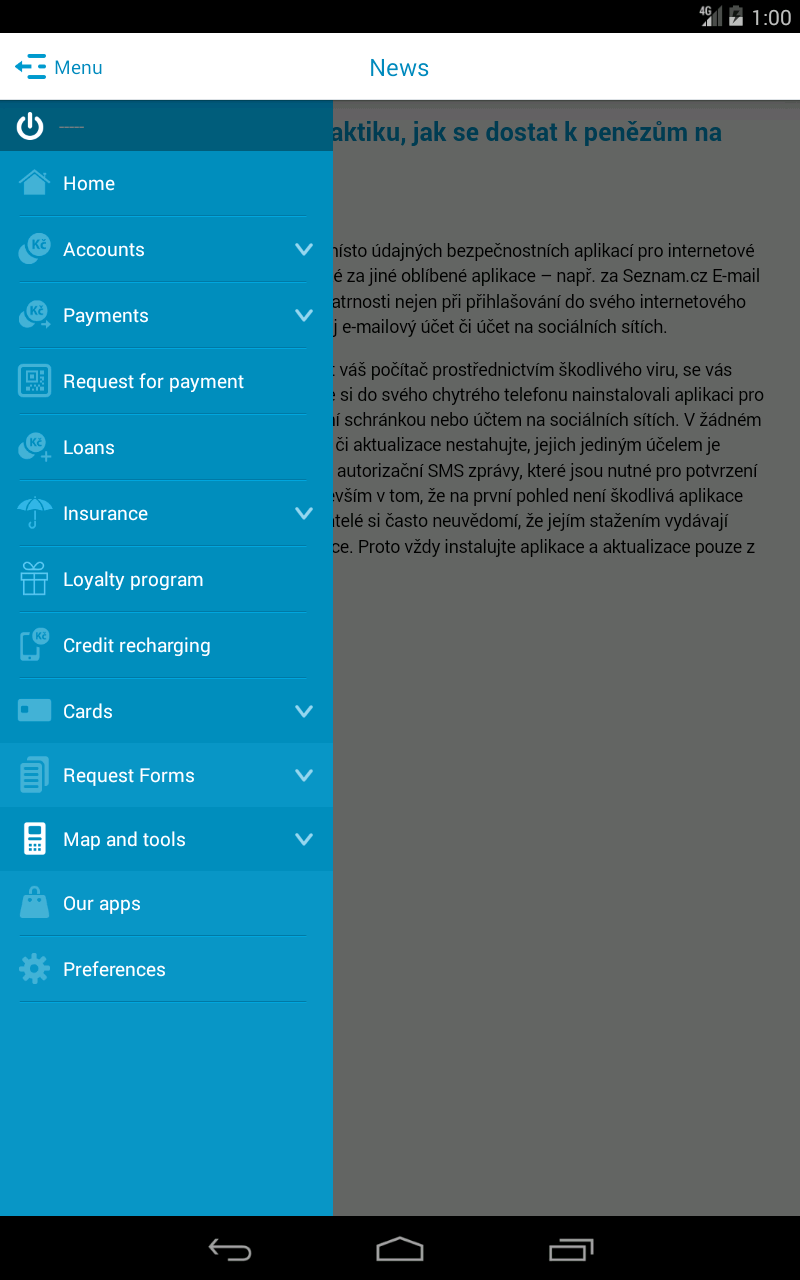 4G 1:00
Menu News
-----
aktiku, jak se dostat k penězům na
Home
Accounts
Kč
Payments
Kč
Request for payment
Loans
Kč
Insurance
Loyalty program
Credit recharging
Kč
Cards
Request Forms
Map and tools
Our apps
Preferences
údajných bezpečnostních aplikací pro internetové
za jiné oblíbené aplikace – např. za Seznam.cz E-mail
nejen při přihlašování do svého internetového
e-mailový účet či účet na sociálních sítích.
váš počítač prostřednictvím škodlivého viru, se vás
si do svého chytrého telefonu nainstalovali aplikaci pro
schránkou nebo účtem na sociálních sítích. V žádném
či aktualizace nestahujte, jejich jediným účelem je
autorizační SMS zprávy, které jsou nutné pro potvrzení
v tom, že na první pohled není škodlivá aplikace
si často neuvědomí, že jejím stažením vydávají
Proto vždy instalujte aplikace a aktualizace pouze z